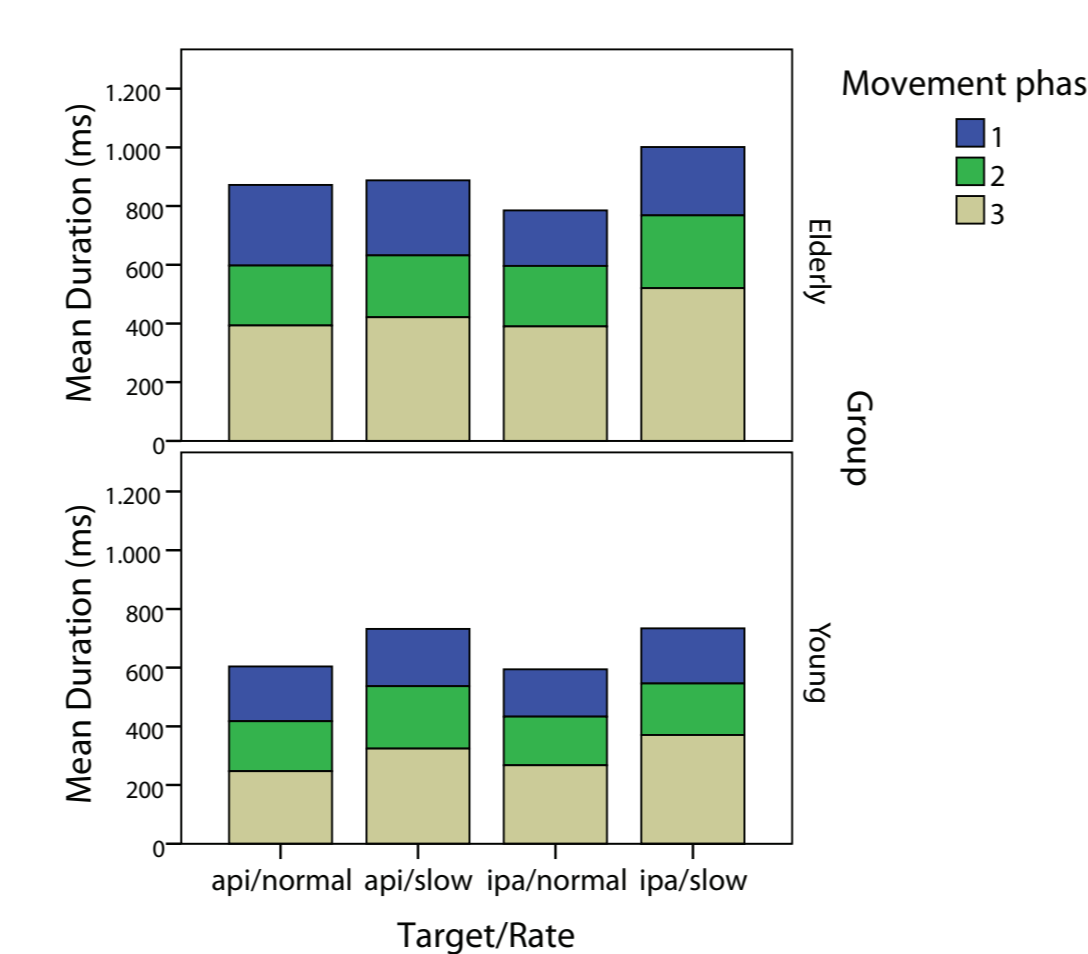 Movement phas
1
2
3
Mean Duration (ms)
1.200
1.000
800
600
400
200
0
Elderly
Group
Mean Duration (ms)
1.200
1.000
800
600
400
200
0
Young
api/normal api/slow ipa/normal ipa/slow
Target/Rate